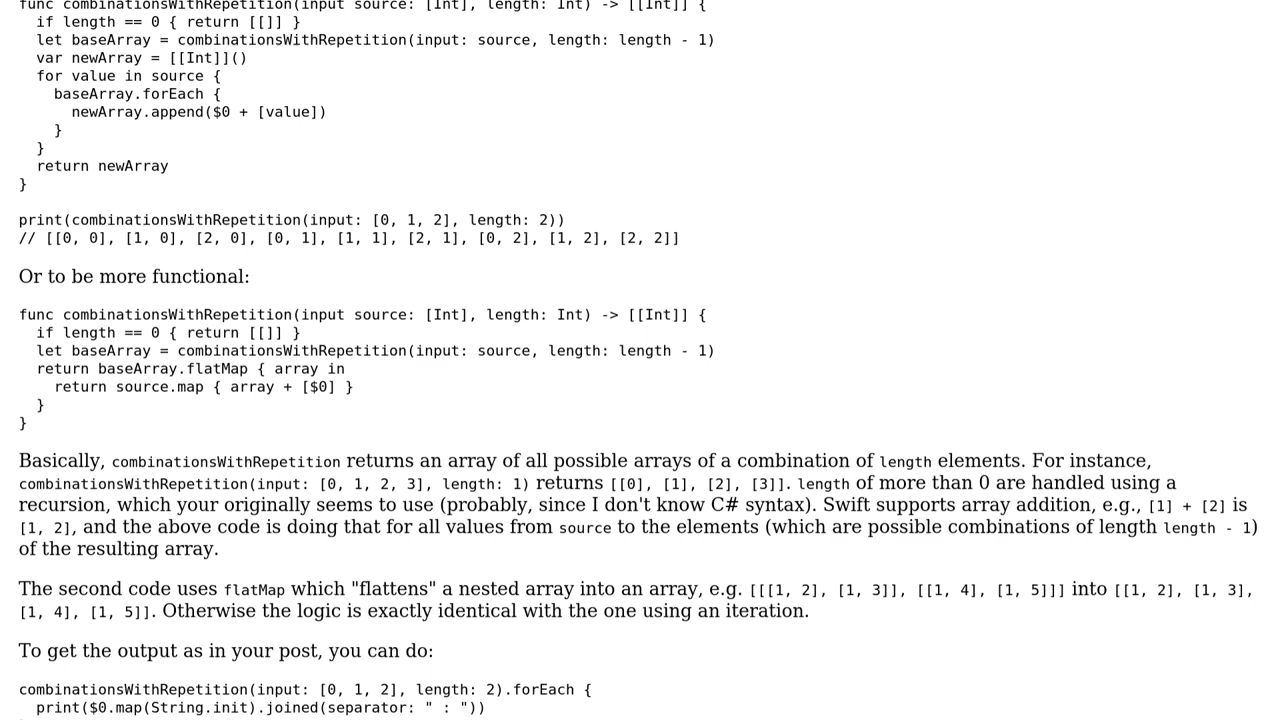 func combinationsWithRepetition(input source: [Int], length: Int) -> [[Int]] {
  if length == 0 { return [[]] }
  let baseArray = combinationsWithRepetition(input: source, length: length - 1)
  var newArray = [[Int]]()
  for value in source {
    baseArray.forEach {
      newArray.append($0 + [value])
    }
  }
  return newArray
}

print(combinationsWithRepetition(input: [0, 1, 2], length: 2))
// [[0, 0], [1, 0], [2, 0], [0, 1], [1, 1], [2, 1], [0, 2], [1, 2], [2, 2]]
Or to be more functional:
func combinationsWithRepetition(input source: [Int], length: Int) -> [[Int]] {
  if length == 0 { return [[]] }
  let baseArray = combinationsWithRepetition(input: source, length: length - 1)
  return baseArray.flatMap { array in
    return source.map { array + [$0] }
  }
}
Basically, combinationsWithRepetition returns an array of all possible arrays of a combination of length elements. For instance,
combinationsWithRepetition(input: [0, 1, 2, 3], length: 1) returns [[0], [1], [2], [3]]. length of more than 0 are handled using a
recursion, which your originally seems to use (probably, since I don't know C# syntax). Swift supports array addition, e.g., [1] + [2] is
[1, 2], and the above code is doing that for all values from source to the elements (which are possible combinations of length length - 1)
of the resulting array.
The second code uses flatMap which "flattens" a nested array into an array, e.g. [[[1, 2], [1, 3]], [[1, 4], [1, 5]]] into [[1, 2], [1, 3],
[1, 4], [1, 5]]. Otherwise the logic is exactly identical with the one using an iteration.
To get the output as in your post, you can do:
combinationsWithRepetition(input: [0, 1, 2], length: 2).forEach {
  print($0.map(String.init).joined(separator: " : "))